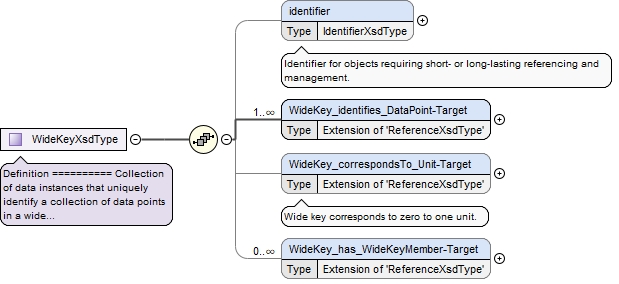 identifier
Type IdentifierXsdType
Identifier for objects requiring short- or long-lasting referencing and
management.
1..∞
WideKey_identifies_DataPoint-Target
Type Extension of 'ReferenceXsdType'
WideKeyXsdType
Definition ========== Collection
of data instances that uniquely
identify a collection of data points
in a wide...
WideKey_correspondsTo_Unit-Target
Type Extension of 'ReferenceXsdType'
Wide key corresponds to zero to one unit.
0..∞
WideKey_has_WideKeyMember-Target
Type Extension of 'ReferenceXsdType'